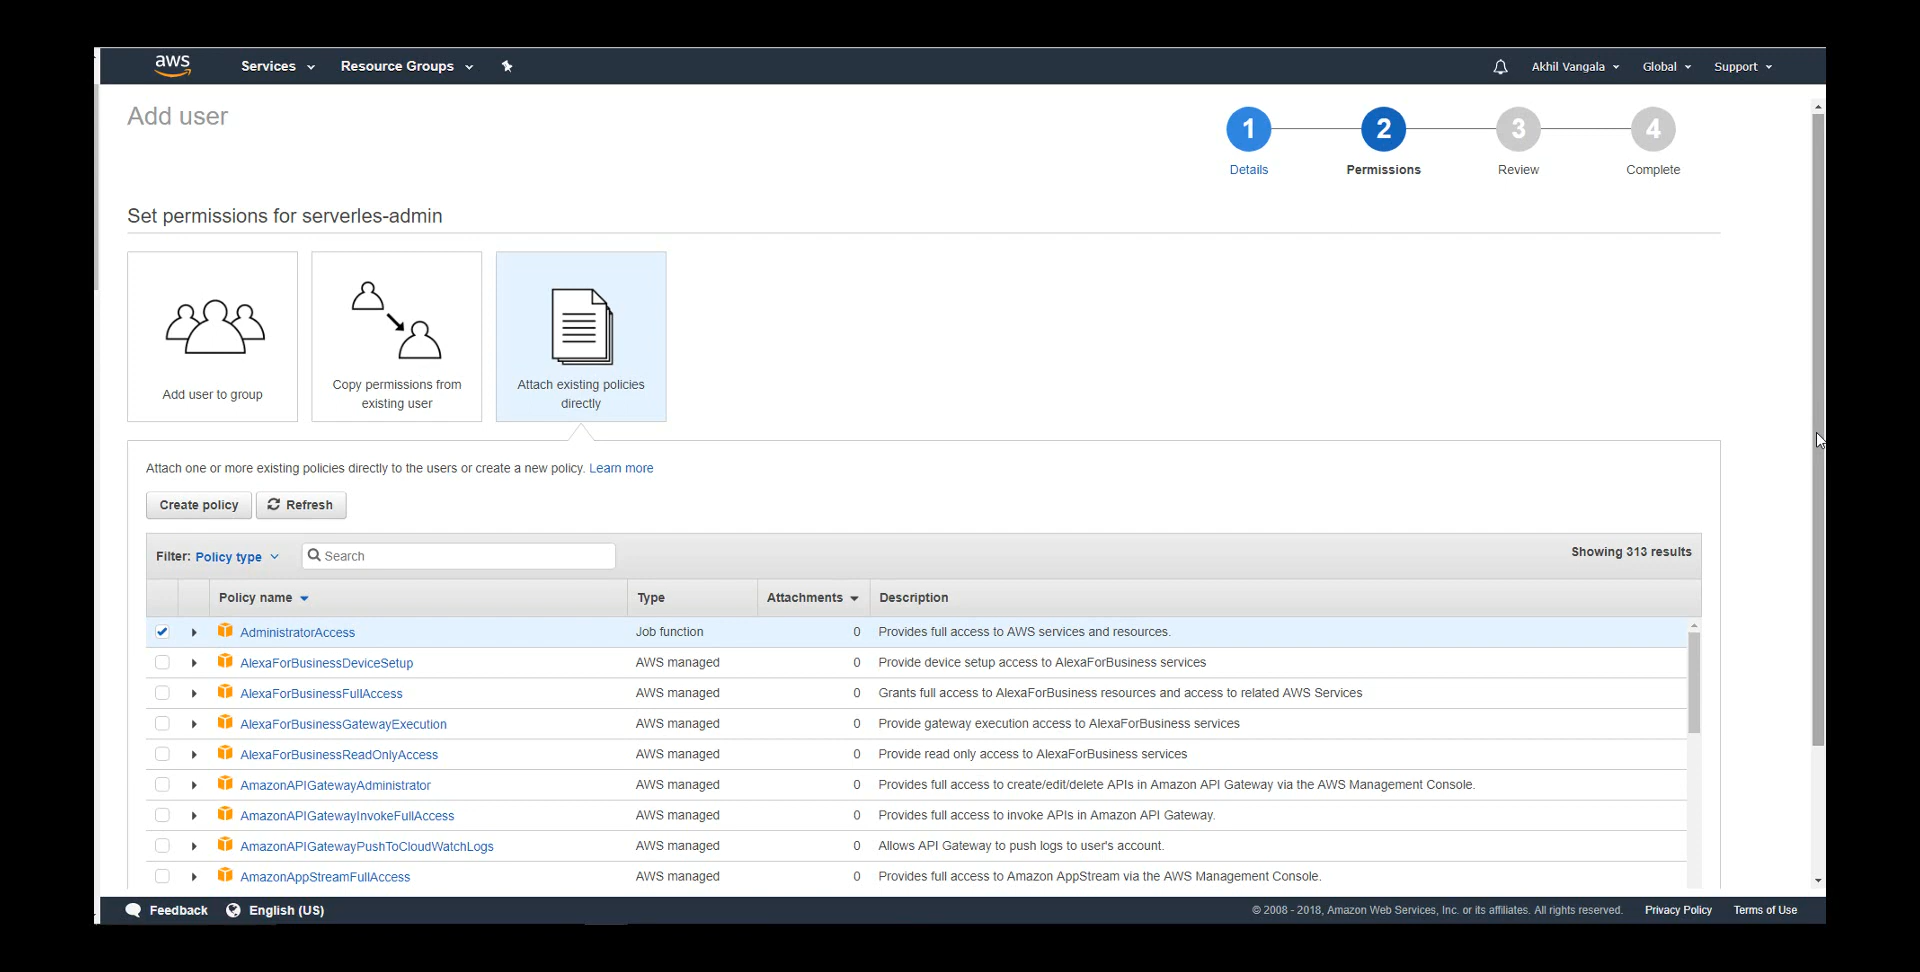 aws Services Resource Groups Akhil Vangala Global Support
Add user
1 2 3 4
Details Permissions Review Complete
Set permissions for serverles-admin
Add user to group
Copy permissions from
existing user
Attach existing policies
directly
Attach one or more existing policies directly to the users or create a new policy. Learn more
Create policy Refresh
Filter: Policy type Search Showing 313 results
Policy name Type Attachments Description
AdministratorAccess Job function 0 Provides full access to AWS services and resources.
AlexaForBusinessDeviceSetup AWS managed 0 Provide device setup access to AlexaForBusiness services
AlexaForBusinessFullAccess AWS managed 0 Grants full access to AlexaForBusiness resources and access to related AWS Services
AlexaForBusinessGatewayExecution AWS managed 0 Provide gateway execution access to AlexaForBusiness services
AlexaForBusinessReadOnlyAccess AWS managed 0 Provide read only access to AlexaForBusiness services
AmazonAPIGatewayAdministrator AWS managed 0 Provides full access to create/edit/delete APIs in Amazon API Gateway via the AWS Management Console.
AmazonAPIGatewayInvokeFullAccess AWS managed 0 Provides full access to invoke APIs in Amazon API Gateway.
AmazonAPIGatewayPushToCloudWatchLogs AWS managed 0 Allows API Gateway to push logs to user's account.
AmazonAppStreamFullAccess AWS managed 0 Provides full access to Amazon AppStream via the AWS Management Console.
Feedback English (US) © 2008 - 2018, Amazon Web Services, Inc. or its affiliates. All rights reserved. Privacy Policy Terms of Use